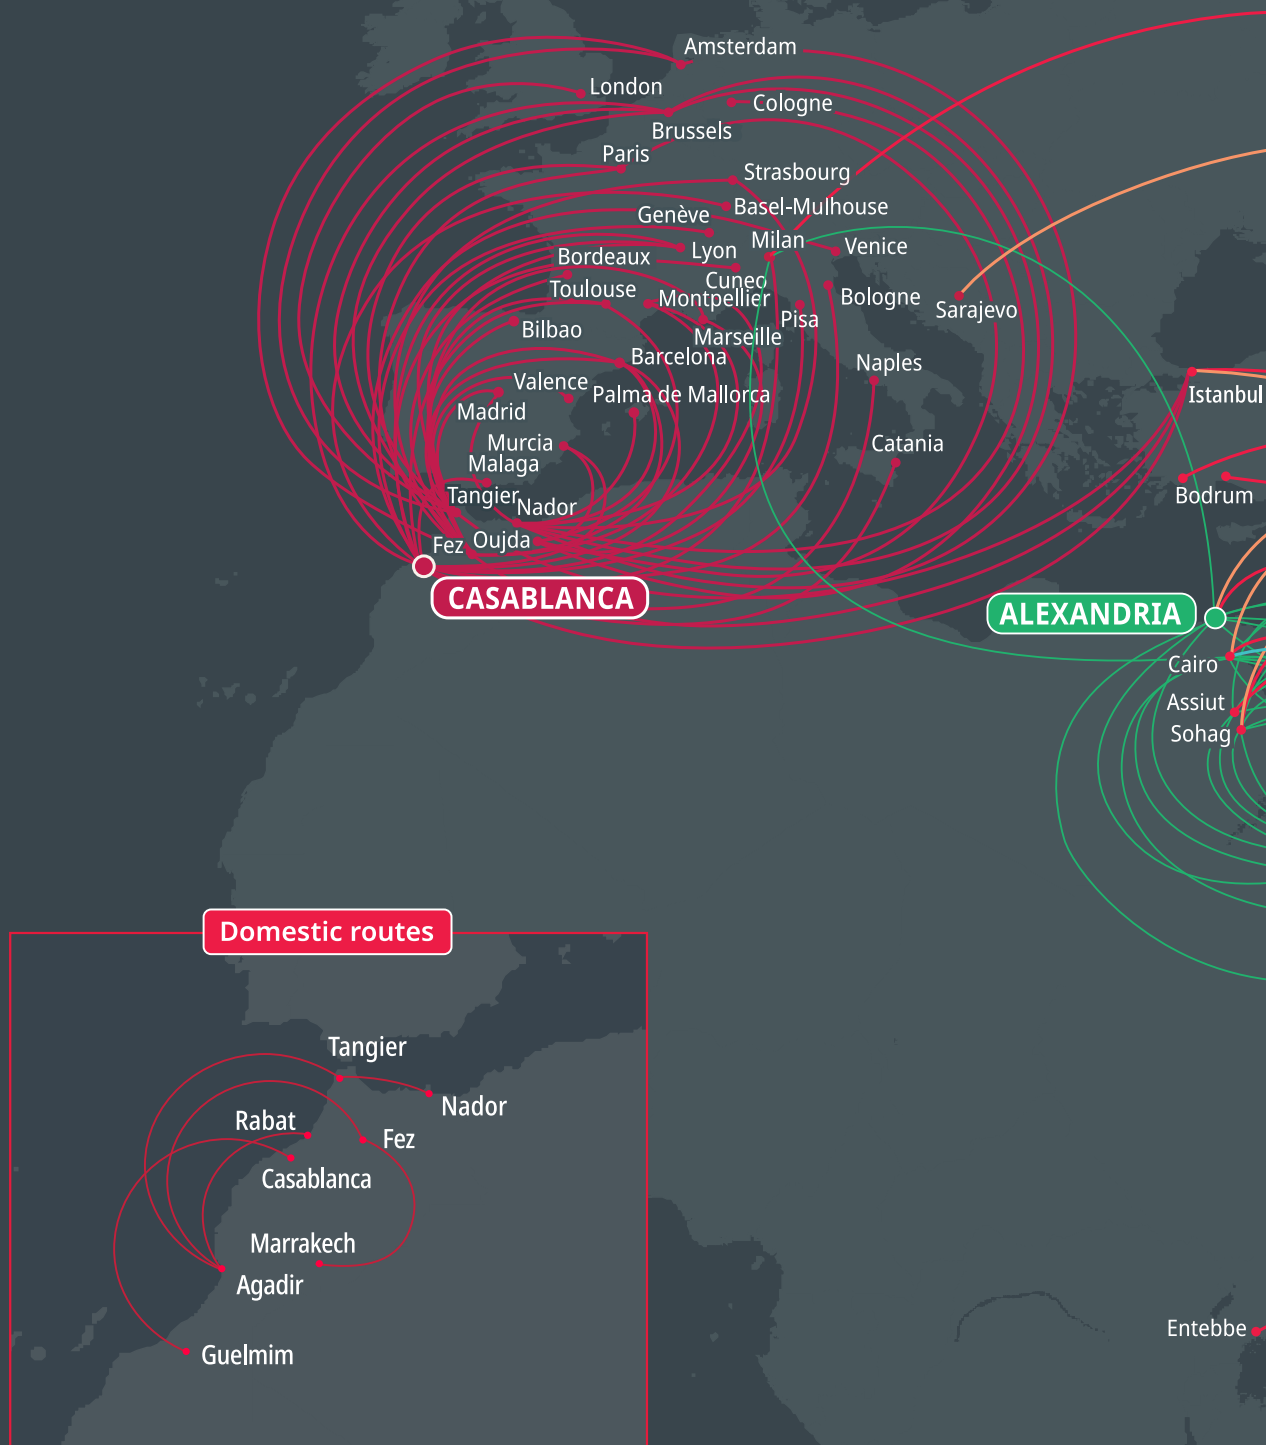 Amsterdam
London
Cologne
Brussels
Paris
Strasbourg
Basel-Mulhouse
Genève
Milan
Venice
Lyon
Bordeaux
Cuneo
Toulouse
Montpellier
Bologne
Sarajevo
Pisa
Bilbao
Marseille
Barcelona
Naples
Valence
Palma de Mallorca
Istanbul
Madrid
Murcia
Catania
Malaga
Tangier
Nador
Bodrum
Oujda
Fez
CASABLANCA
ALEXANDRIA
Cairo
Assiut
Sohag
Domestic routes
Tangier
Nador
Rabat
Fez
Casablanca
Marrakech
Agadir
Guelmim
Entebbe